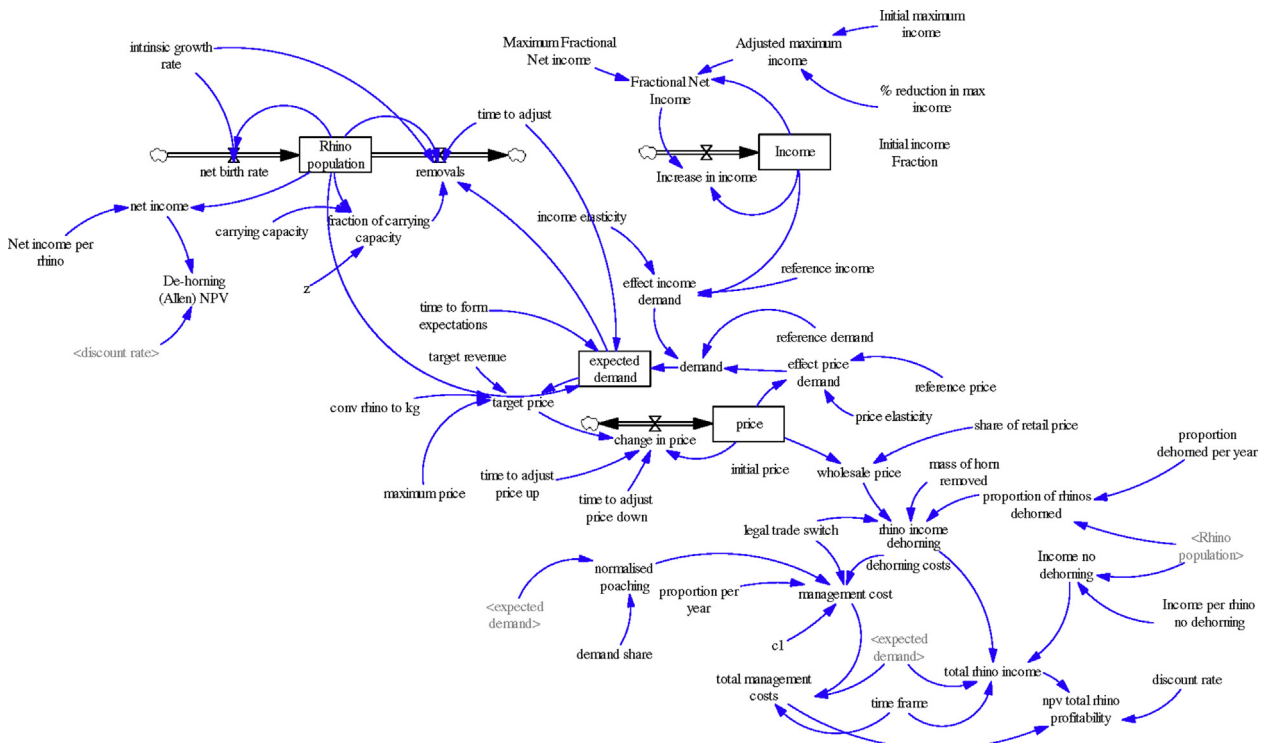 Initial maximum
income
intrinsic growth
rate
Maximum Fractional
Net income
Adjusted maximum
income
Fractional Net
Income
% reduction in max
income
time to adjust
Rhino
population
Income
Initial income
Fraction
net birth rate
removals
Increase in income
net income
carrying capacity
fraction of carrying
capacity
income elasticity
Net income per
rhino
De-horning
(Allen) NPV
z
effect income
demand
reference income
time to form
expectations
<discount rate>
reference demand
target revenue
expected
demand
demand
effect price
demand
reference price
conv rhino to kg
target price
price elasticity
price
change in price
share of retail price
initial price
wholesale price
proportion
dehorned per year
maximum price
time to adjust
price up
time to adjust
price down
mass of horn
removed
proportion of rhinos
dehorned
legal trade switch
rhino income
dehorning
<Rhino
population>
dehorning costs
Income no
dehorning
normalised
poaching
proportion per
year
management cost
<expected
demand>
Income per rhino
no dehorning
c1
<expected
demand>
demand share
total management
costs
total rhino income
time frame
npv total rhino
profitability
discount rate